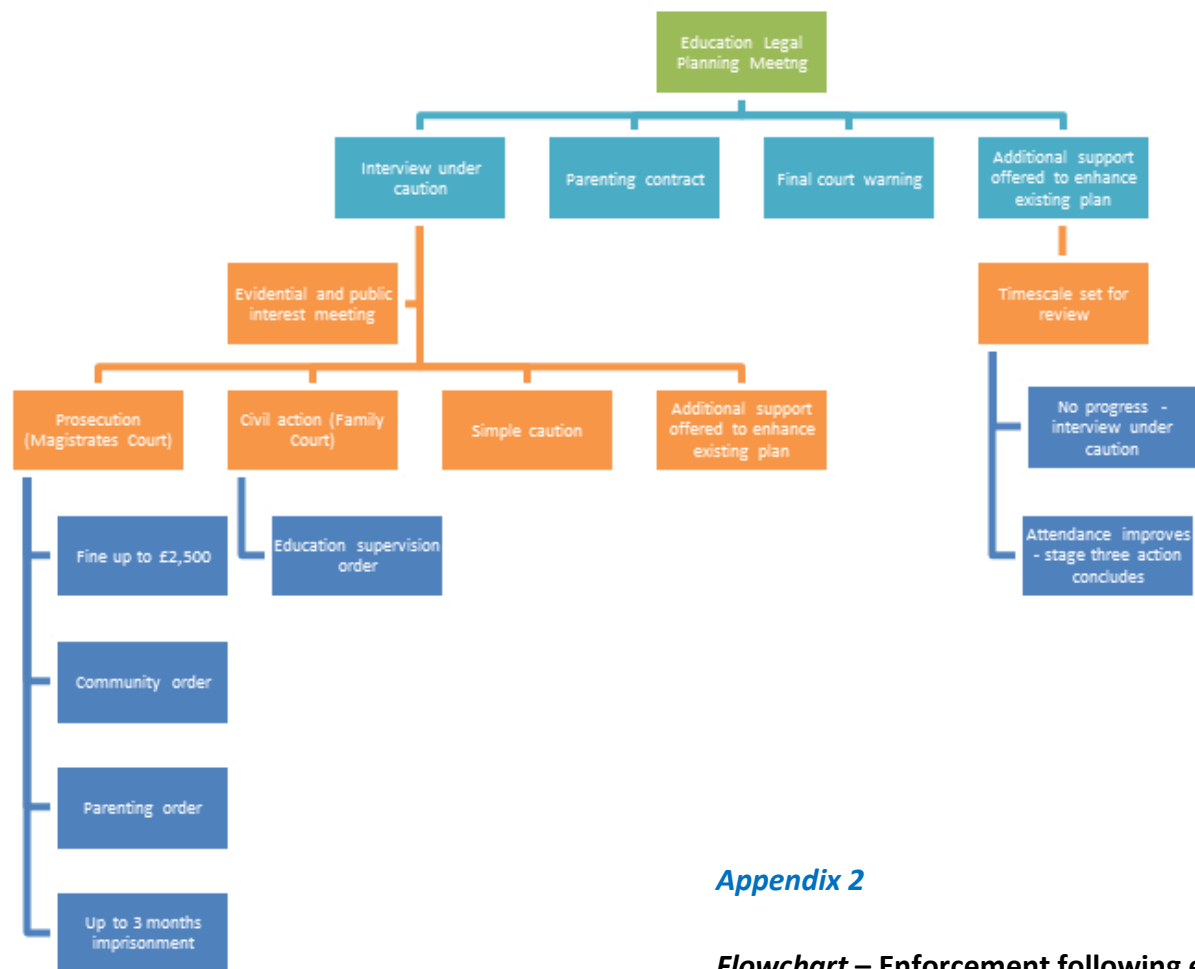 Education Legal
Planning Meetng
Interview under
caution
Parenting contract
Final court warning
Additional support
offered to enhance
existing plan
Evidential and public
interest meeting
Timescale set for
review
Prosecution
(Magistrates Court)
Civil action (Family
Court)
Simple caution
Additional support
offered to enhance
existing plan
No progress -
interview under
caution
Fine up to £2,500
Education supervision
order
Attendance improves
- stage three action
concludes
Community order
Parenting order
Up to 3 months
imprisonment
Appendix 2
Flowchart – Enforcement following